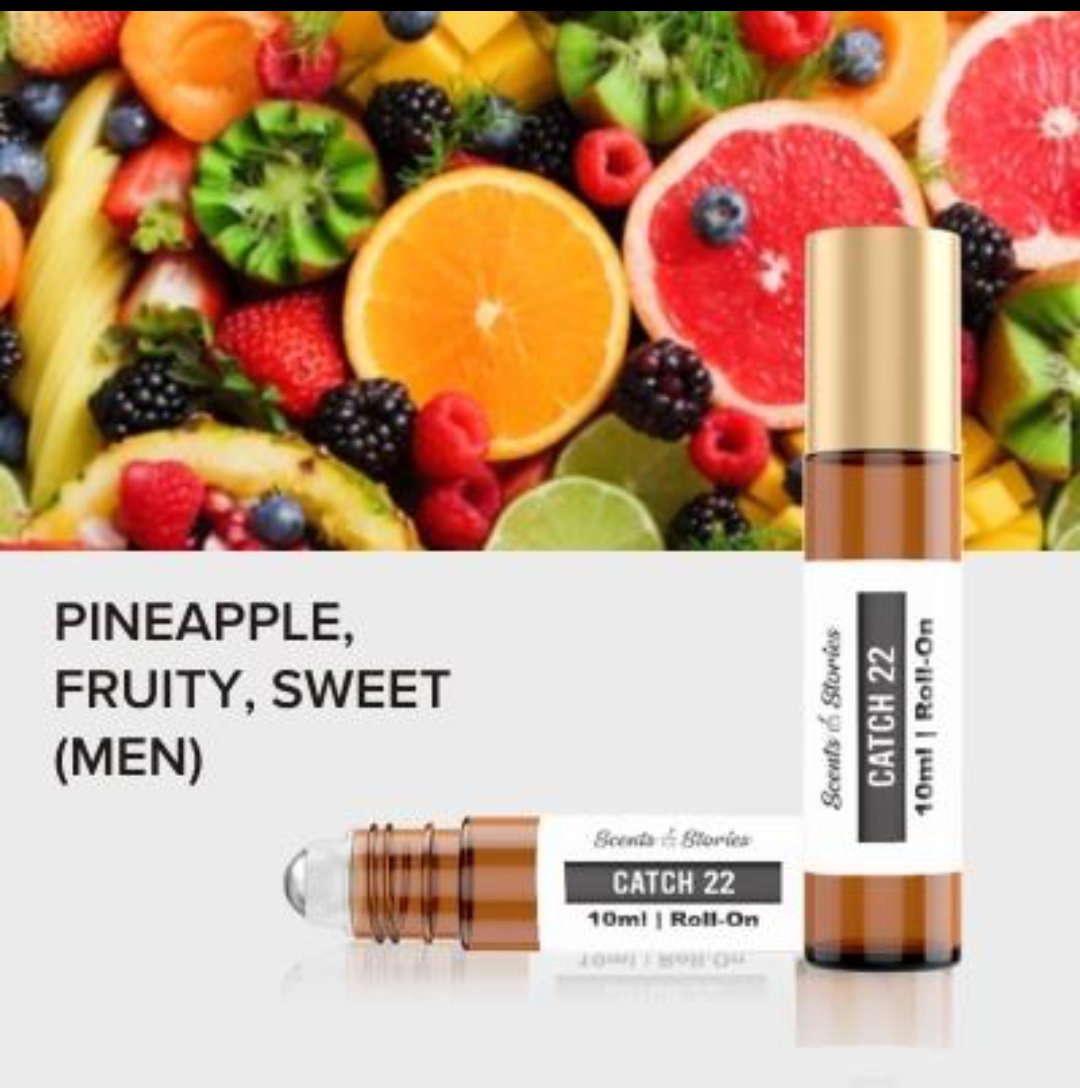 PINEAPPLE,
FRUITY, SWEET
(MEN)
Scents & Stories
CATCH 22
10ml | Roll-On
Scents & Stories
CATCH 22
10ml | Roll-On